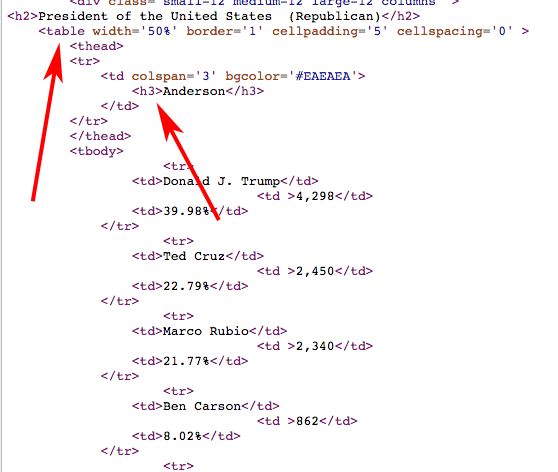 <div class='small-12 medium-12 large-12 columns' >
<h2>President of the United States  (Republican)</h2>
<table width='50%' border='1' cellpadding='5' cellspacing='0' >
<thead>
<tr>
<td colspan='3' bgcolor='#EAEAEA'>
<h3>Anderson</h3>
</td>
</tr>
</thead>
<tbody>
<tr>
<td>Donald J. Trump</td>
<td >4,298</td>
<td>39.98%</td>
</tr>
<tr>
<td>Ted Cruz</td>
<td >2,450</td>
<td>22.79%</td>
</tr>
<tr>
<td>Marco Rubio</td>
<td >2,340</td>
<td>21.77%</td>
</tr>
<tr>
<td>Ben Carson</td>
<td >862</td>
<td>8.02%</td>
</tr>
<tr>